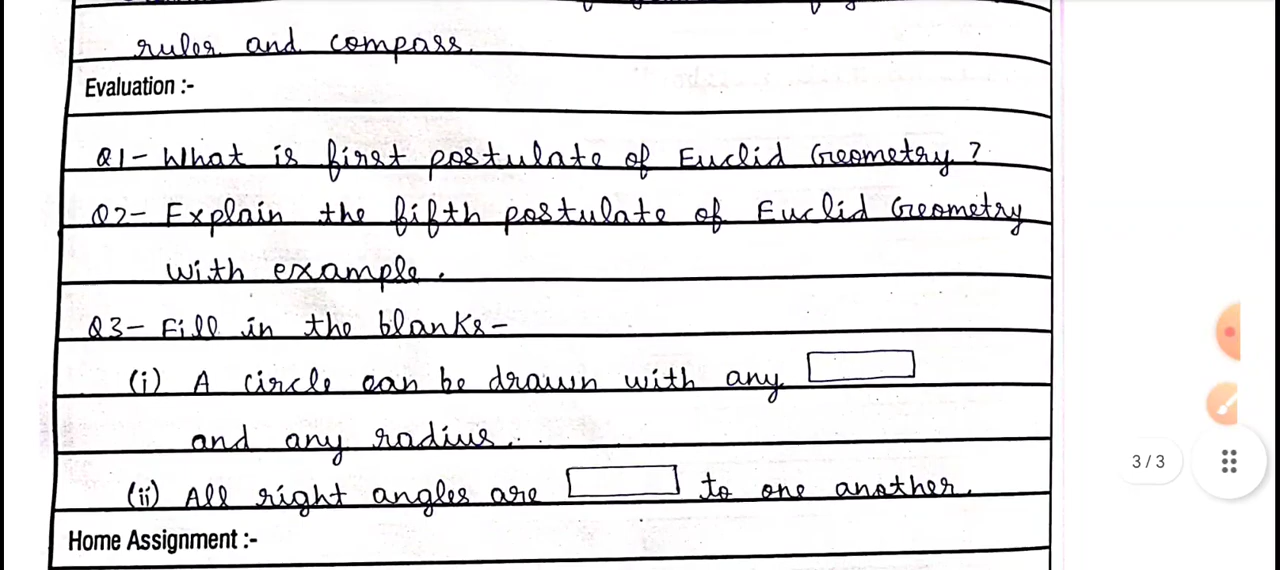 ruler and compass.
Evaluation :-
Q1- What is first postulate of Euclid Geometry ?
Q2- Explain the fifth postulate of Euclid Geometry
with example.
Q3- Fill in the blanks-
(i) A circle can be drawn with any
and any radius.
(ii) All right angles are to one another.
3 / 3
Home Assignment :-